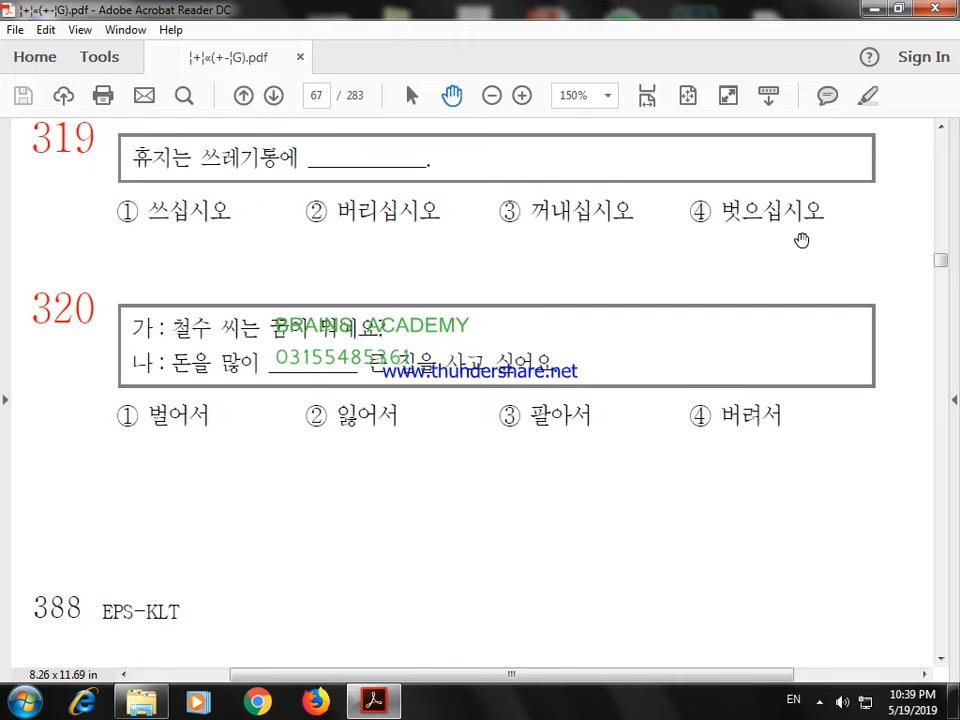 ¦+¦«(+-¦G).pdf - Adobe Acrobat Reader DC
File Edit View Window Help
Home Tools ¦+¦«(+-¦G).pdf × Sign In
67 / 283 150%
319
휴지는 쓰레기통에 ___________.
① 쓰십시오 ② 버리십시오 ③ 꺼내십시오 ④ 벗으십시오
320
가 : 철수 씨는 꿈이 뭐예요?
BRAINS ACADEMY
나 : 돈을 많이 ________ 큰 집을 사고 싶어요.
03155485361
www.thundershare.net
① 벌어서 ② 잃어서 ③ 팔아서 ④ 버려서
388 EPS-KLT
8.26 x 11.69 in
EN 10:39 PM
5/19/2019